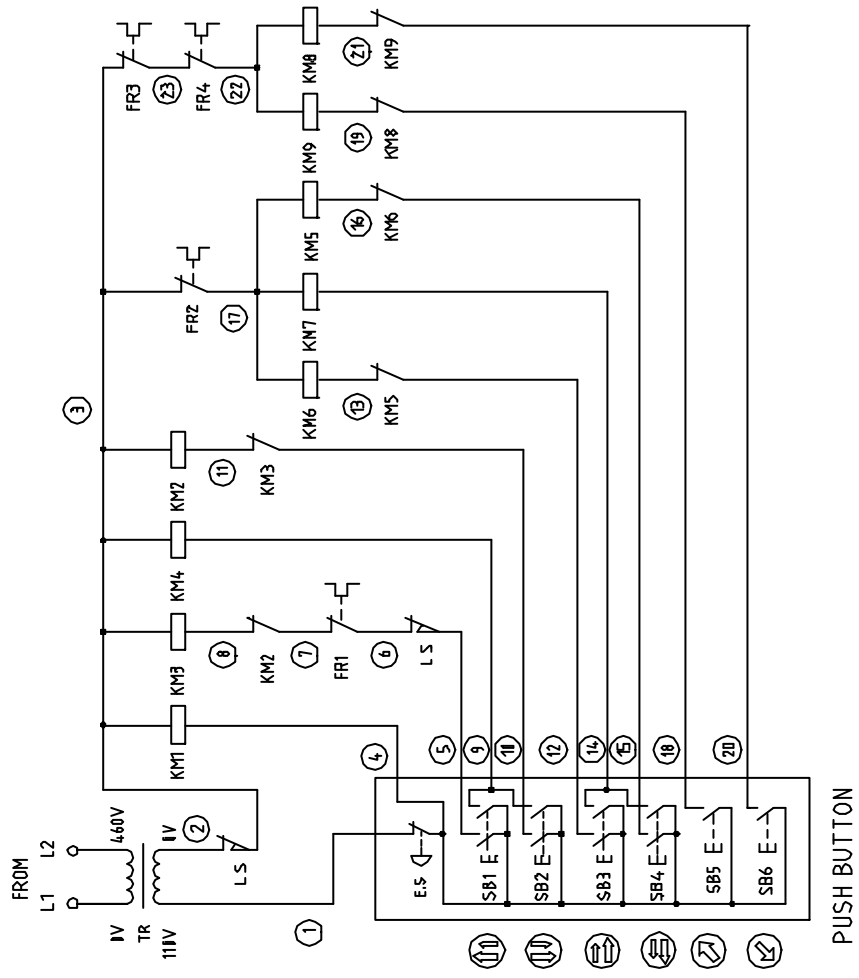 FR3
23
FR4
22
KM8
21
KM9
KM9
19
KM8
KM5
16
KM6
FR2
17
KM7
KM6
13
KM5
3
KM2
11
KM3
KM4
KM3
8
KM2
7
FR1
6
LS
KM1
4
5
9
10
12
14
15
18
20
FROM
L1
L2
0V
460V
TR
110V
0V
2
LS
1
E.S
SB1
SB2
SB3
SB4
SB5
SB6
PUSH BUTTON